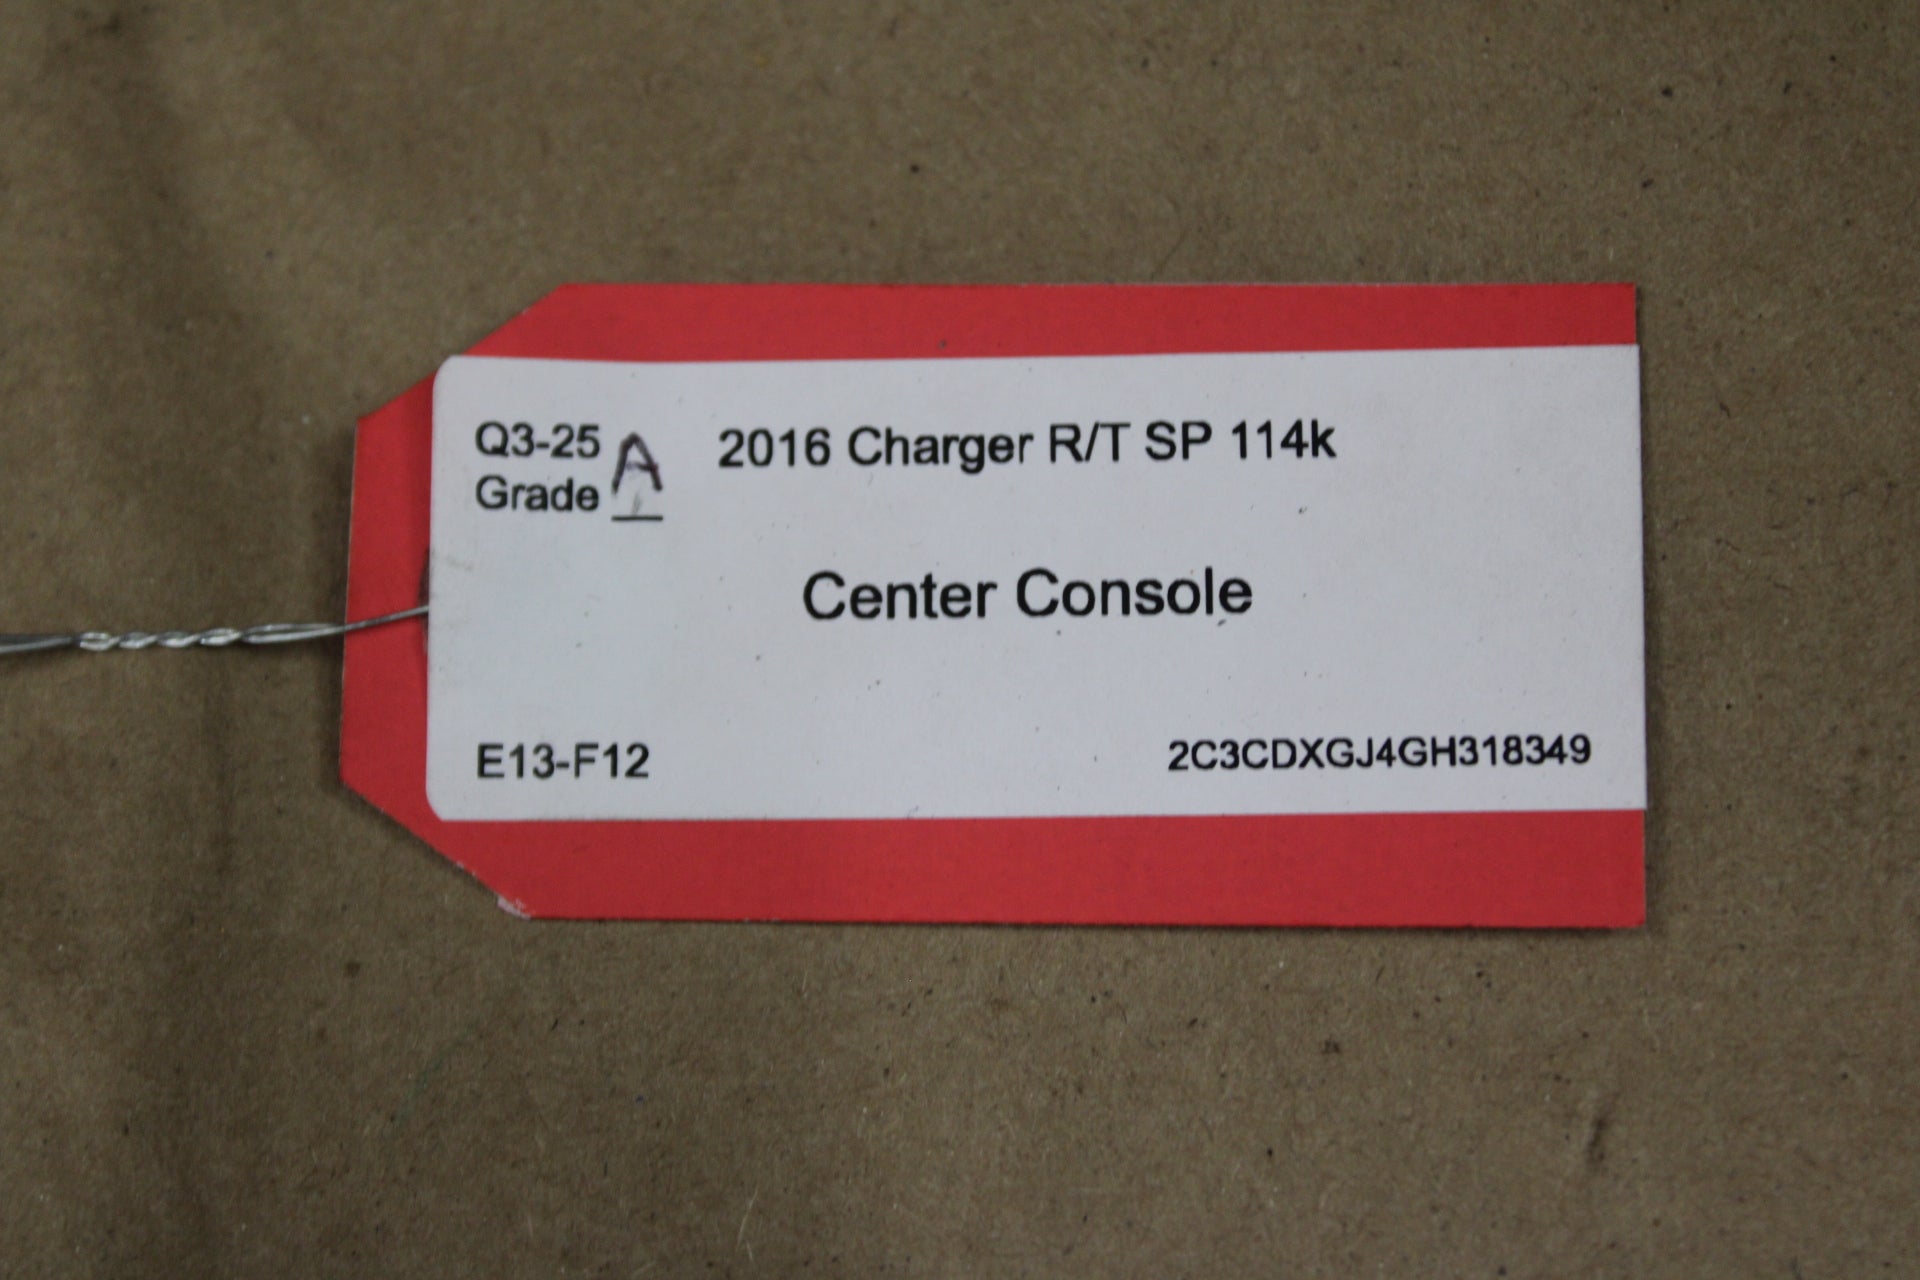 Q3-25
Grade A
2016 Charger R/T SP 114k
Center Console
E13-F12
2C3CDXGJ4GH318349